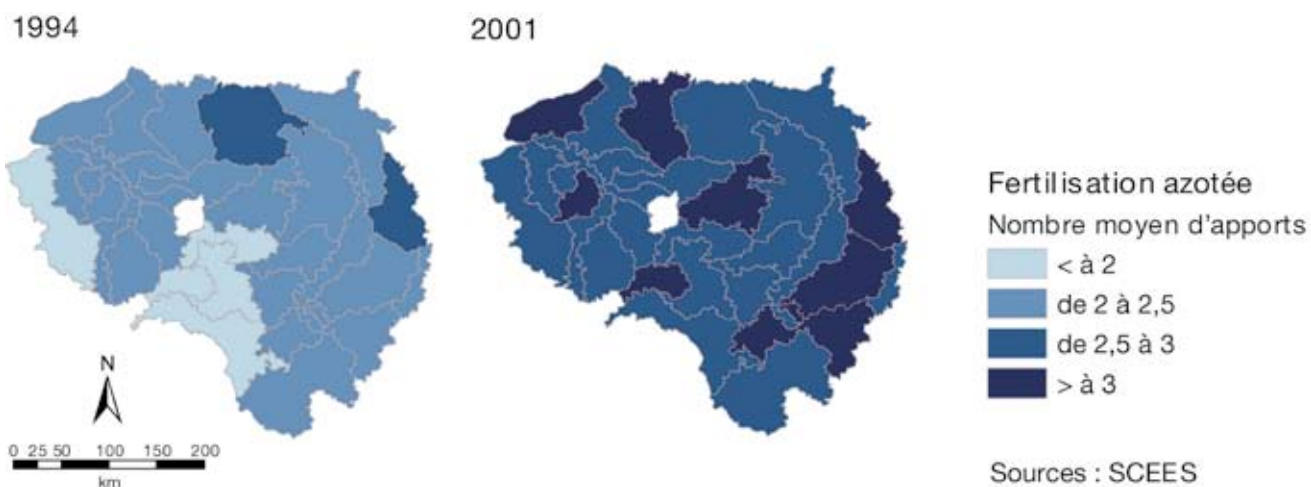 1994
2001
Fertilisation azotée
Nombre moyen d'apports
< à 2
de 2 à 2,5
de 2,5 à 3
> à 3
N
0 25 50 100 150 200
km
Sources : SCEES